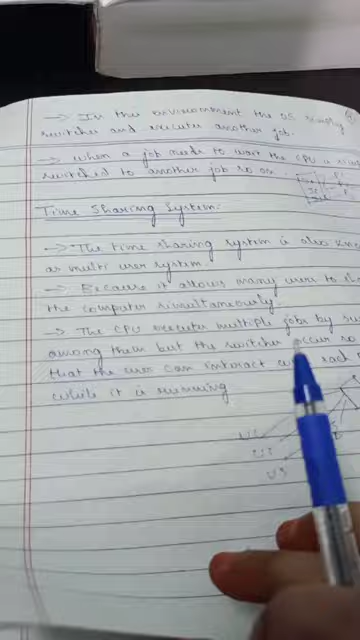 → In this environment the OS simply
switches and executes another job.
→ When a job needs to wait the CPU is
switched to another job so on.
Time Sharing System:
→ The time sharing system is also
as multi user system.
→ Because it allows many users to
the computer simultaneously.
→ The CPU executes multiple jobs by
among them but the switches occur so
that the user can interact with each
while it is running